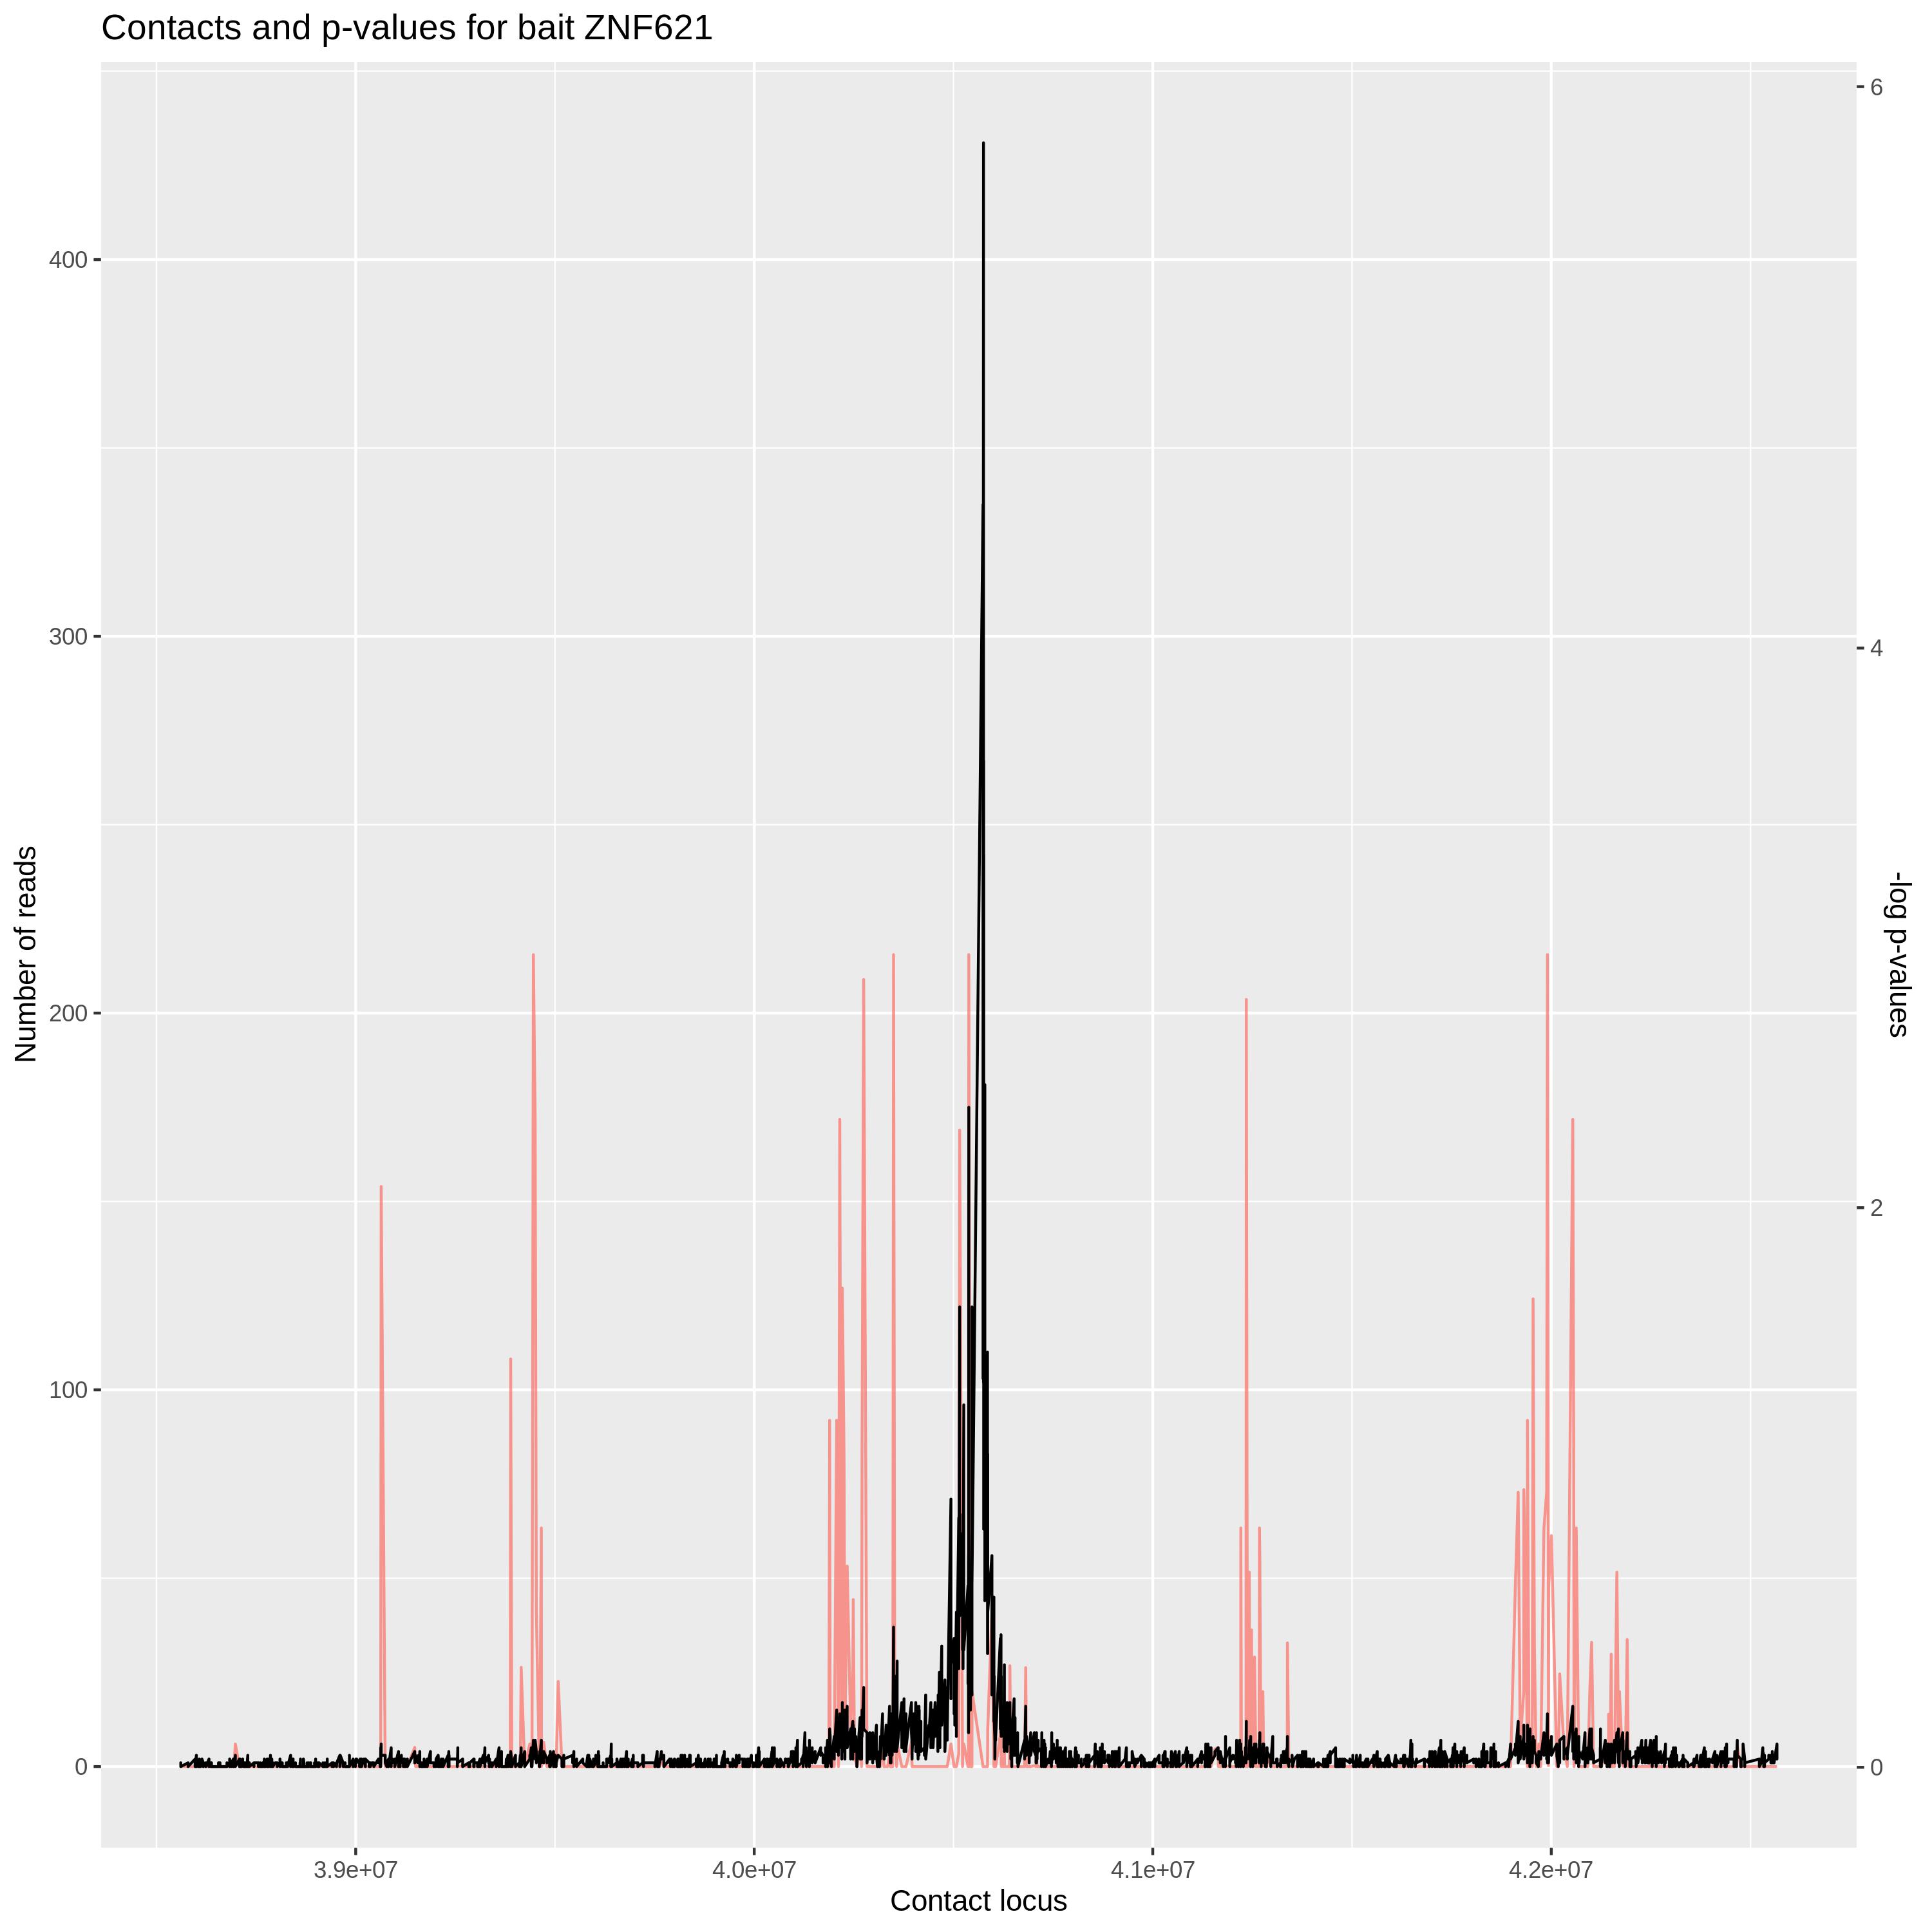 Contacts and p-values for bait ZNF621
6
400
300
4
Number of reads
-log p-values
200
2
100
0
0
3.9e+07
4.0e+07
4.1e+07
4.2e+07
Contact locus